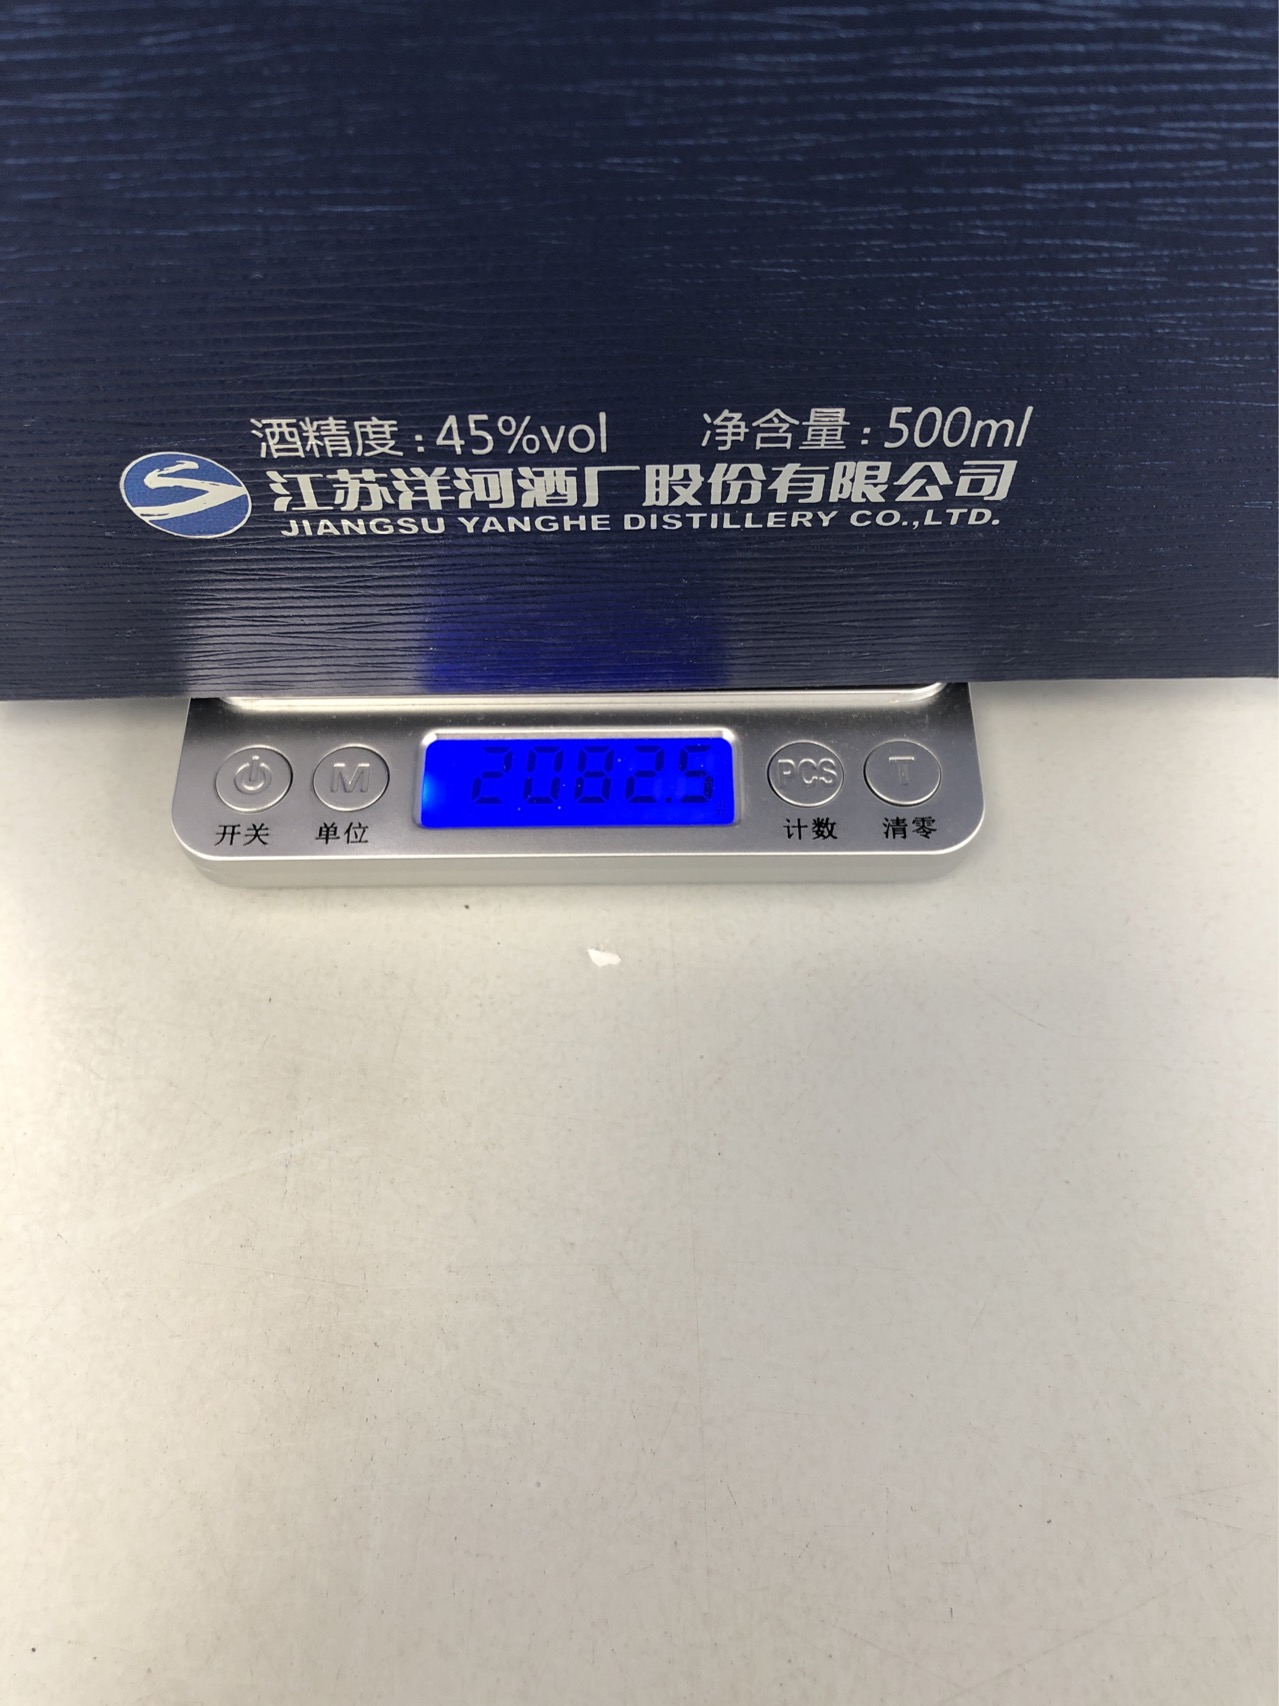 酒精度:45%vol 净含量:500ml
江苏洋河酒厂股份有限公司
JIANGSU YANGHE DISTILLERY CO.,LTD.
M 2082.5 PCS T
开关 单位 计数 清零